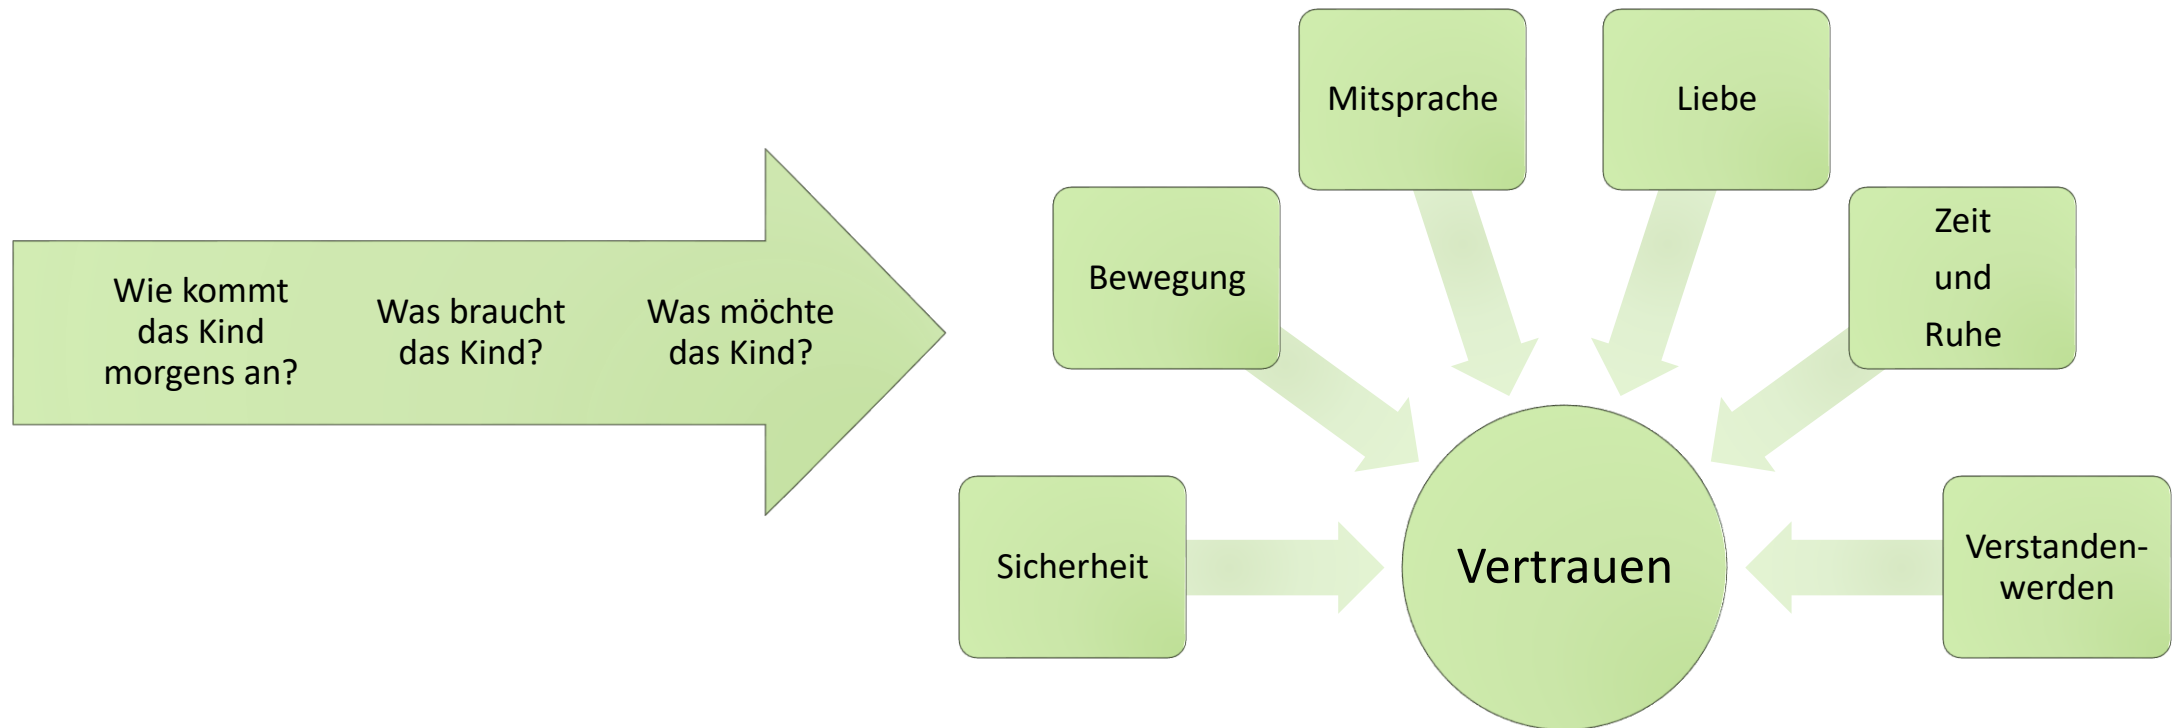 Wie kommt
das Kind
morgens an?
Was braucht
das Kind?
Was möchte
das Kind?
Sicherheit
Bewegung
Mitsprache
Liebe
Zeit
und
Ruhe
Verstanden-
werden
Vertrauen